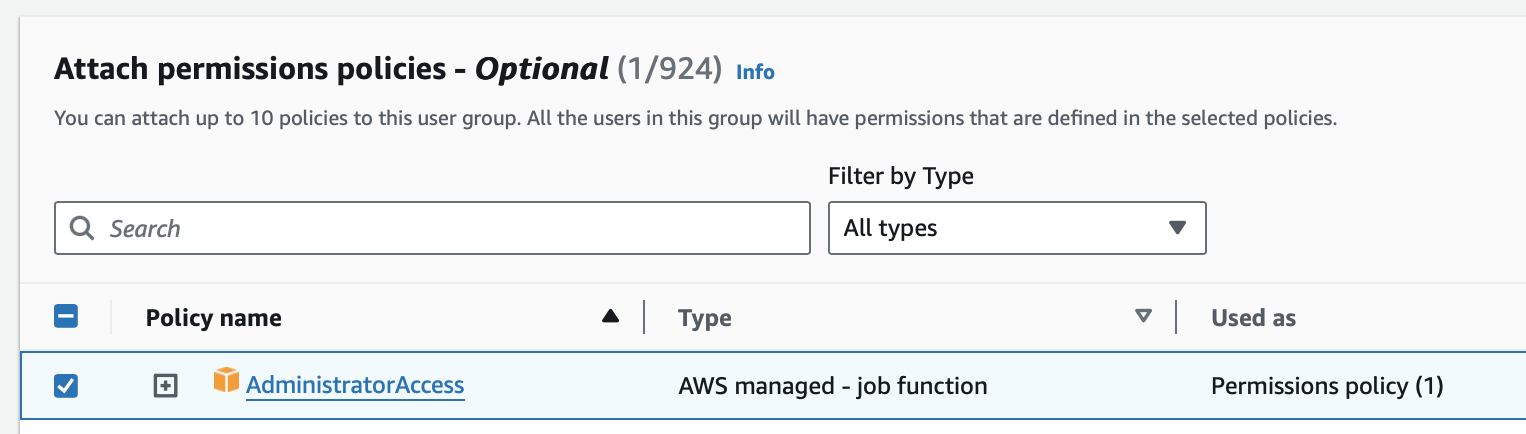 Attach permissions policies - Optional (1/924) Info
You can attach up to 10 policies to this user group. All the users in this group will have permissions that are defined in the selected policies.
Filter by Type
Search
All types
Policy name Type Used as
AdministratorAccess AWS managed - job function Permissions policy (1)